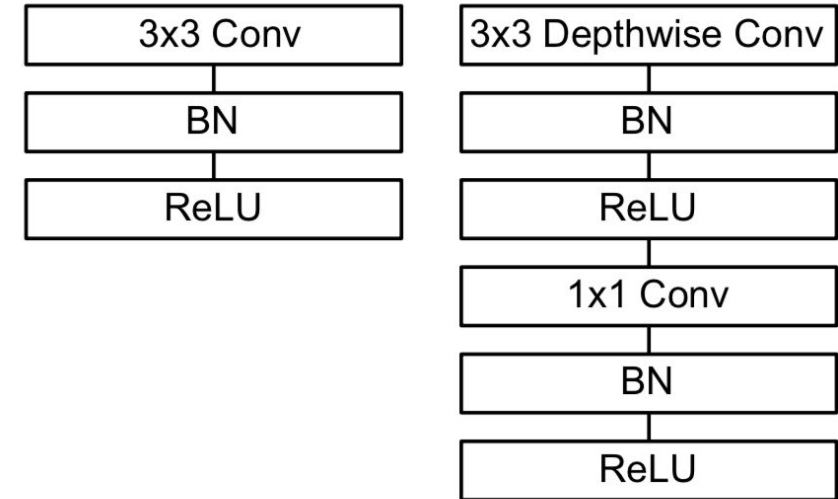 3x3 Conv
BN
ReLU
3x3 Depthwise Conv
BN
ReLU
1x1 Conv
BN
ReLU